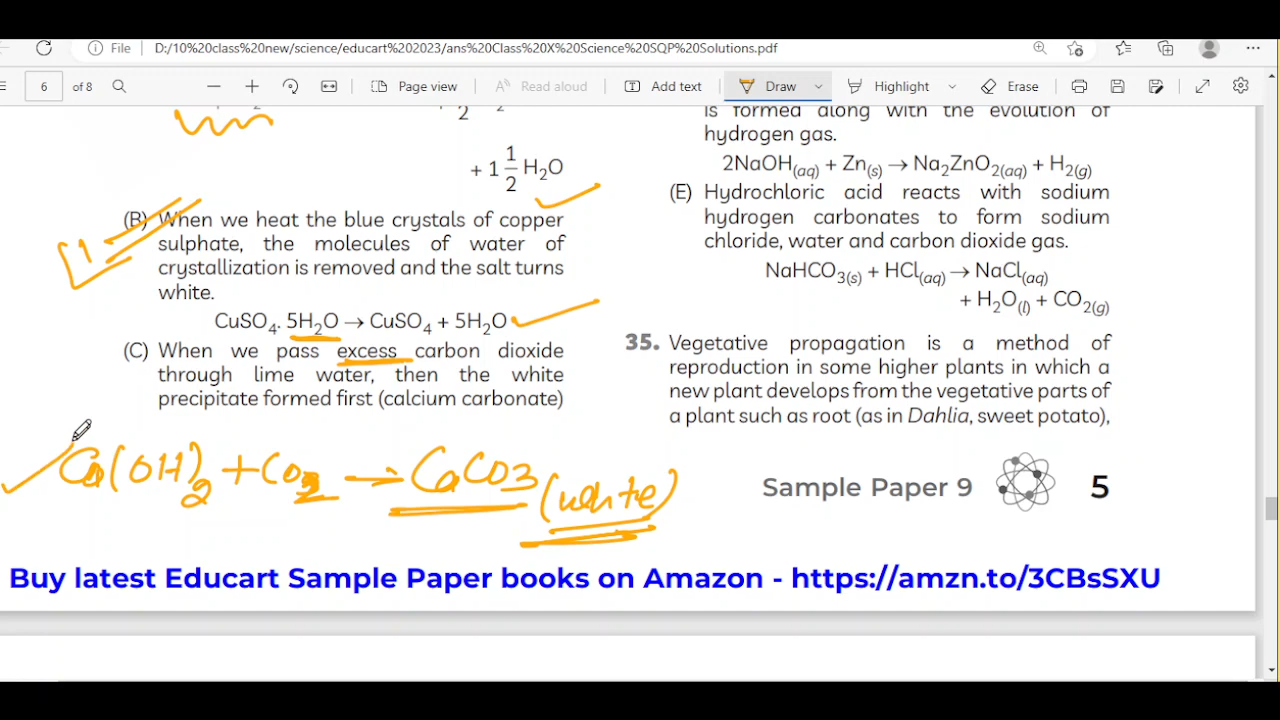 File D:/10%20class%20new/science/educart%202023/ans%20Class%20X%20Science%20SQP%20Solutions.pdf
6 of 8 Page view Read aloud Add text Draw Highlight Erase
+ 1 1/2 H₂O
(B) When we heat the blue crystals of copper
sulphate, the molecules of water of
crystallization is removed and the salt turns
white.
CuSO₄. 5H₂O → CuSO₄ + 5H₂O
(C) When we pass excess carbon dioxide
through lime water, then the white
precipitate formed first (calcium carbonate)
1
Ca(OH)₂ + CO₂ → CaCO3 (white)
is formed along with the evolution of
hydrogen gas.
2NaOH(aq) + Zn(s) → Na₂ZnO₂(aq) + H₂(g)
(E) Hydrochloric acid reacts with sodium
hydrogen carbonates to form sodium
chloride, water and carbon dioxide gas.
NaHCO₃(s) + HCl(aq) → NaCl(aq)
+ H₂O(l) + CO₂(g)
35. Vegetative propagation is a method of
reproduction in some higher plants in which a
new plant develops from the vegetative parts of
a plant such as root (as in Dahlia, sweet potato),
Sample Paper 9 5
Buy latest Educart Sample Paper books on Amazon - https://amzn.to/3CBsSXU